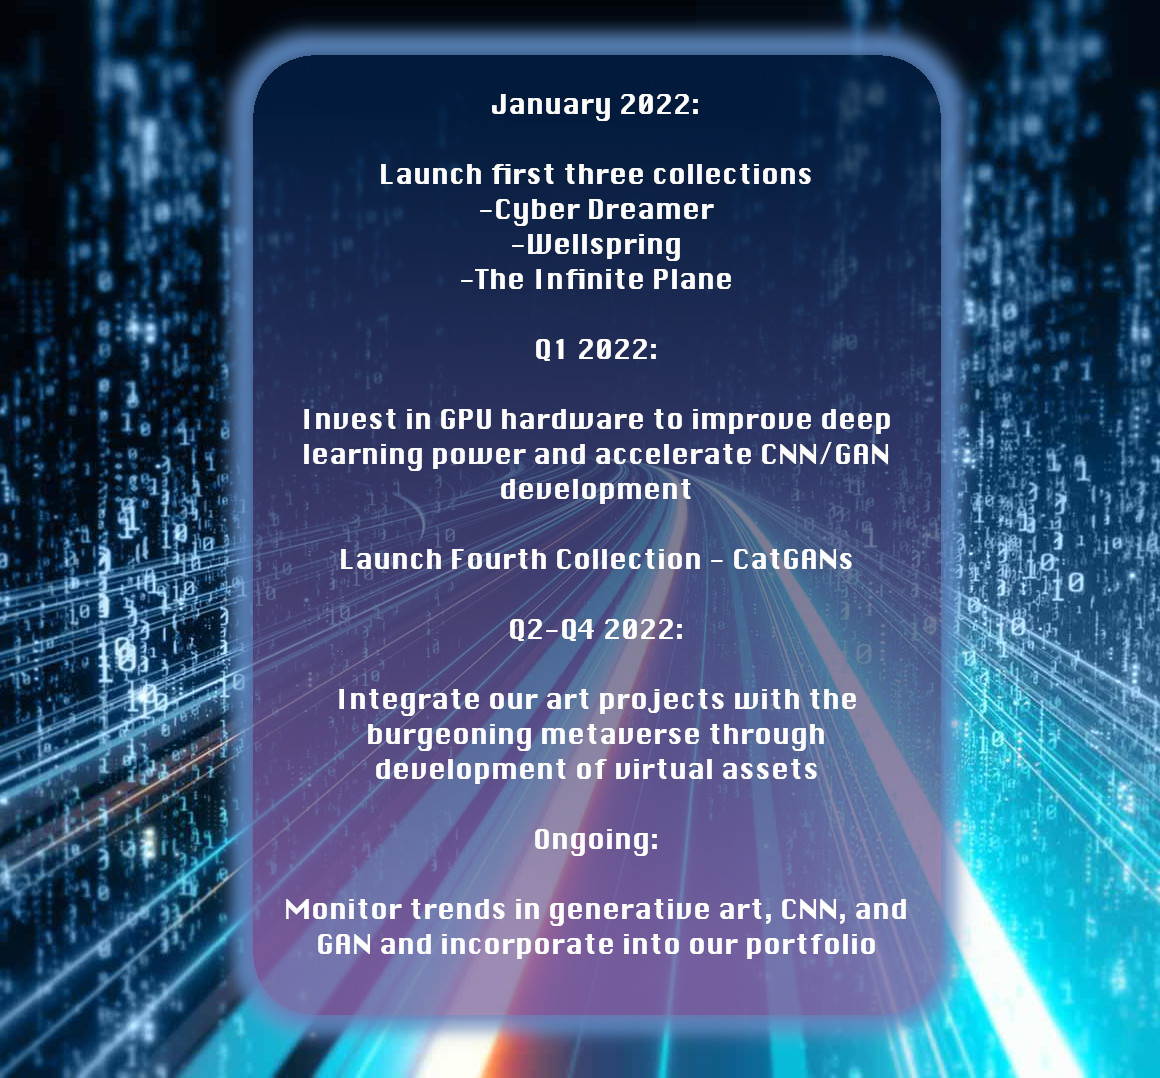 January 2022:
Launch first three collections
-Cyber Dreamer
-Wellspring
-The Infinite Plane
Q1 2022:
Invest in GPU hardware to improve deep
learning power and accelerate CNN/GAN
development
Launch Fourth Collection - CatGANs
Q2-Q4 2022:
Integrate our art projects with the
burgeoning metaverse through
development of virtual assets
Ongoing:
Monitor trends in generative art, CNN, and
GAN and incorporate into our portfolio